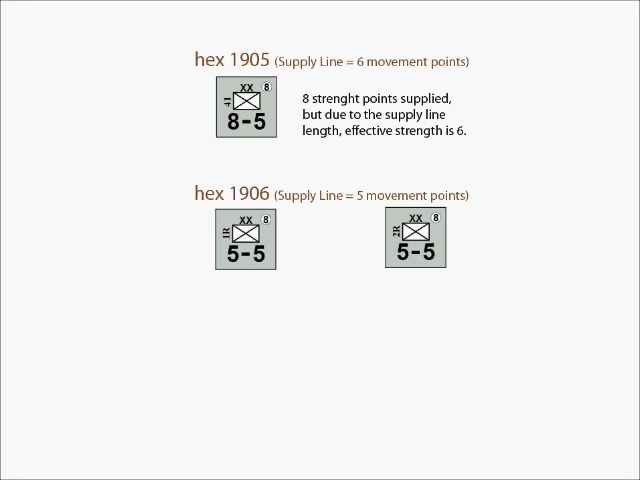 hex 1905 (Supply Line = 6 movement points)
XX 8
41
8-5
8 strenght points supplied,
but due to the supply line
length, effective strength is 6.
hex 1906 (Supply Line = 5 movement points)
XX 8
1R
5-5
XX 8
2R
5-5